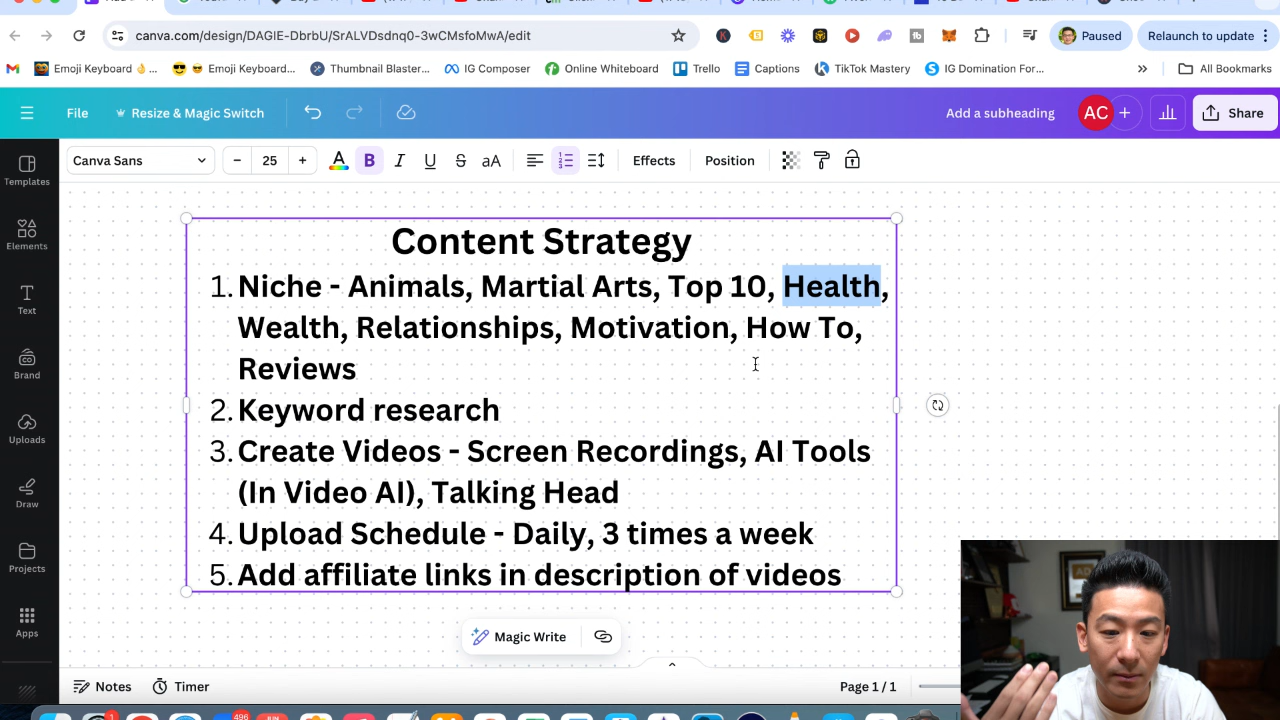 canva.com/design/DAGIE-DbrbU/SrALVDsdnq0-3wCMsfoMwA/edit
Paused
Relaunch to update
Emoji Keyboard
Emoji Keyboard...
Thumbnail Blaster...
IG Composer
Online Whiteboard
Trello
Captions
TikTok Mastery
IG Domination For...
All Bookmarks
File
Resize & Magic Switch
Add a subheading
AC
Share
Canva Sans
25
B
I
U
S
aA
Effects
Position
Templates
Elements
Text
Brand
Uploads
Draw
Projects
Apps
Content Strategy
1. Niche - Animals, Martial Arts, Top 10, Health,
Wealth, Relationships, Motivation, How To,
Reviews
2. Keyword research
3. Create Videos - Screen Recordings, AI Tools
(In Video AI), Talking Head
4. Upload Schedule - Daily, 3 times a week
5. Add affiliate links in description of videos
Magic Write
Notes
Timer
Page 1 / 1
496